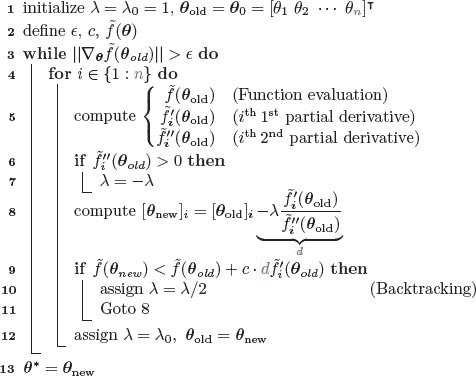 1 initialize λ = λ₀ = 1, θ_old = θ₀ = [θ₁ θ₂ ⋯ θₙ]ᵀ
2 define ϵ, c, f̃(θ)
3 while ||∇_θ f̃(θ_old)|| > ϵ do
4 for i ∈ {1 : n} do
5 compute { f̃(θ_old) (Function evaluation)
f̃ᵢ′(θ_old) (iᵗʰ 1ˢᵗ partial derivative)
f̃ᵢ″(θ_old) (iᵗʰ 2ⁿᵈ partial derivative)
6 if f̃ᵢ″(θ_old) > 0 then
7 λ = −λ
8 compute [θ_new]ᵢ = [θ_old]ᵢ −λ f̃ᵢ′(θ_old) / f̃ᵢ″(θ_old)
d
9 if f̃(θ_new) < f̃(θ_old) + c · d f̃ᵢ′(θ_old) then
10 assign λ = λ/2 (Backtracking)
11 Goto 8
12 assign λ = λ₀, θ_old = θ_new
13 θ* = θ_new